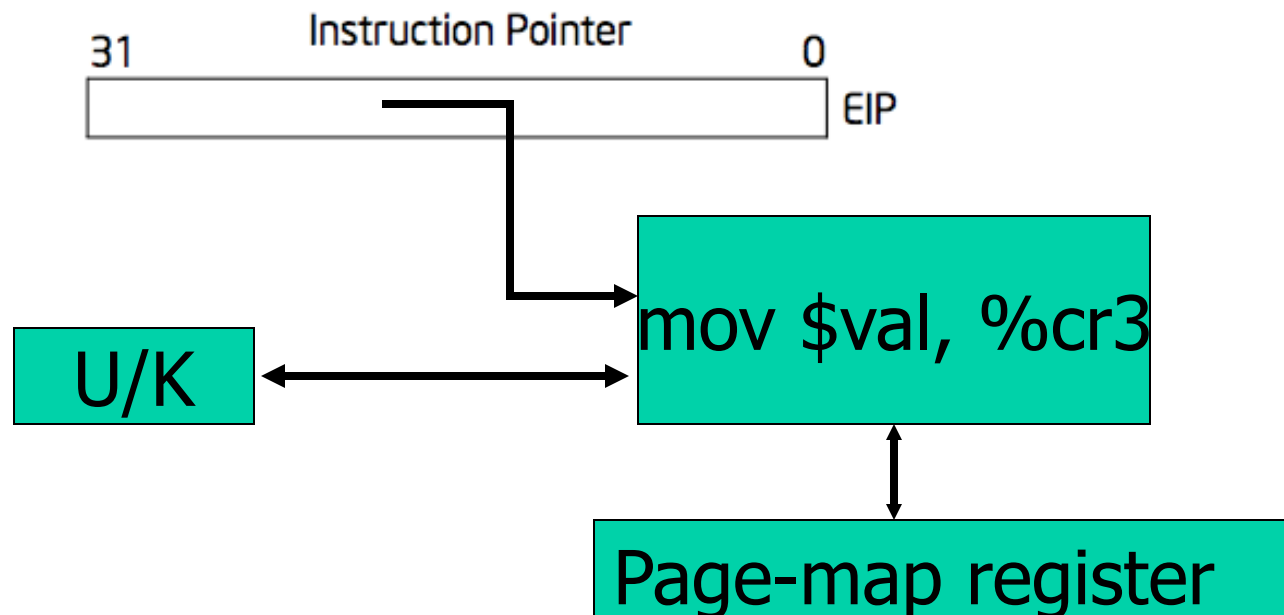 Instruction Pointer
31 0
EIP
mov $val, %cr3
U/K
Page-map register